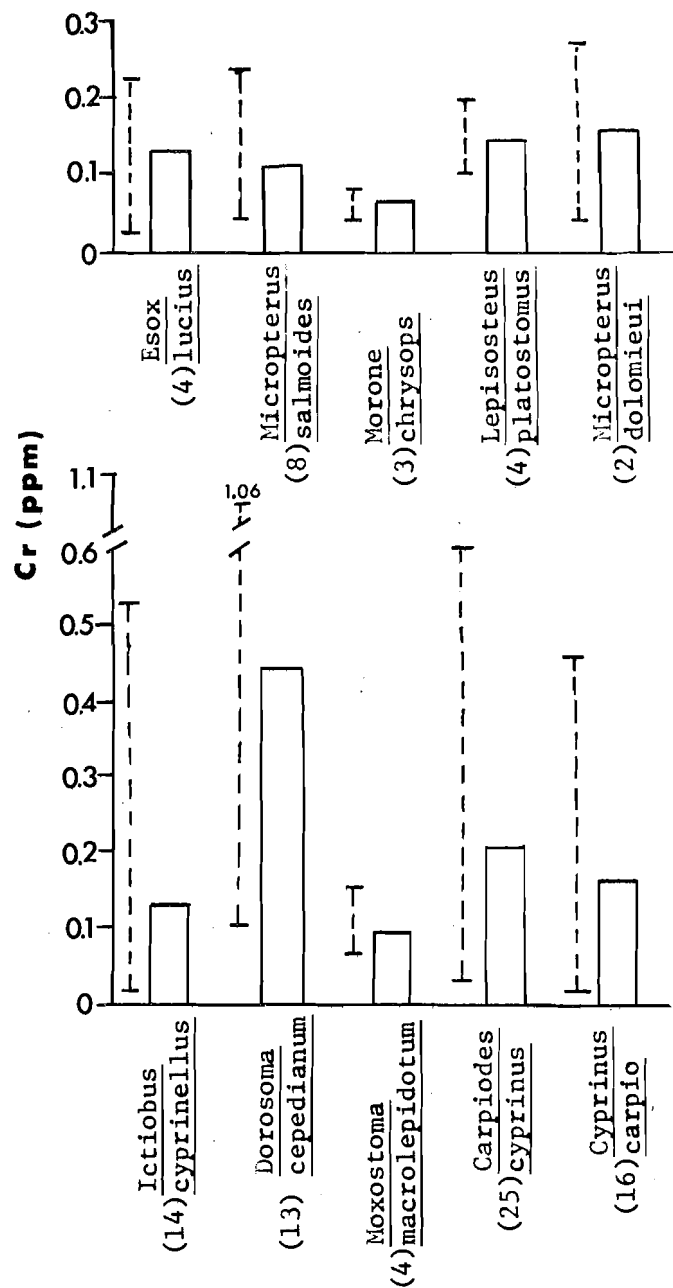 0.3
0.2
0.1
0
Esox
(4)lucius
Micropterus
(8)salmoides
Morone
(3)chrysops
Lepisosteus
(4)platostomus
Micropterus
(2)dolomieui
Cr (ppm)
1.1
1.06
0.6
0.5
0.4
0.3
0.2
0.1
0
Ictiobus
(14)cyprinellus
Dorosoma
(13) cepedianum
Moxostoma
(4)macrolepidotum
Carpiodes
(25)cyprinus
Cyprinus
(16)carpio